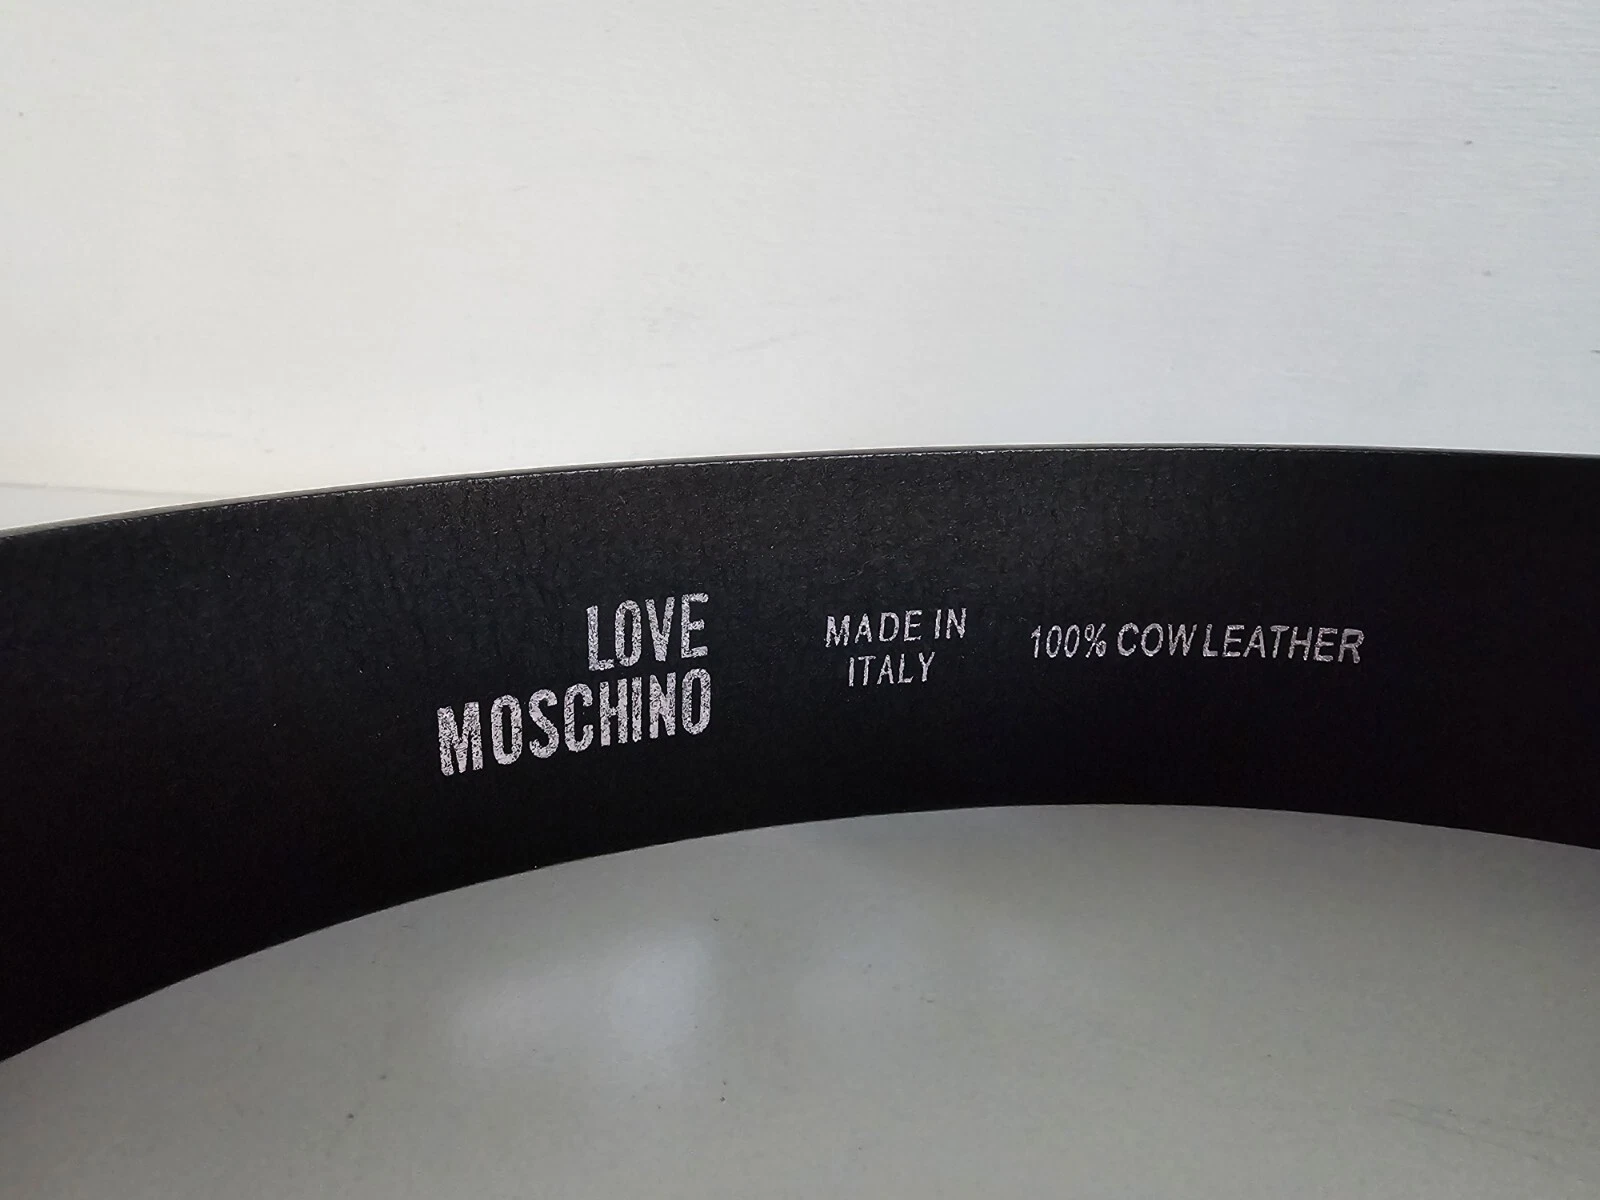 LOVE
MOSCHINO
MADE IN
ITALY
100% COW LEATHER